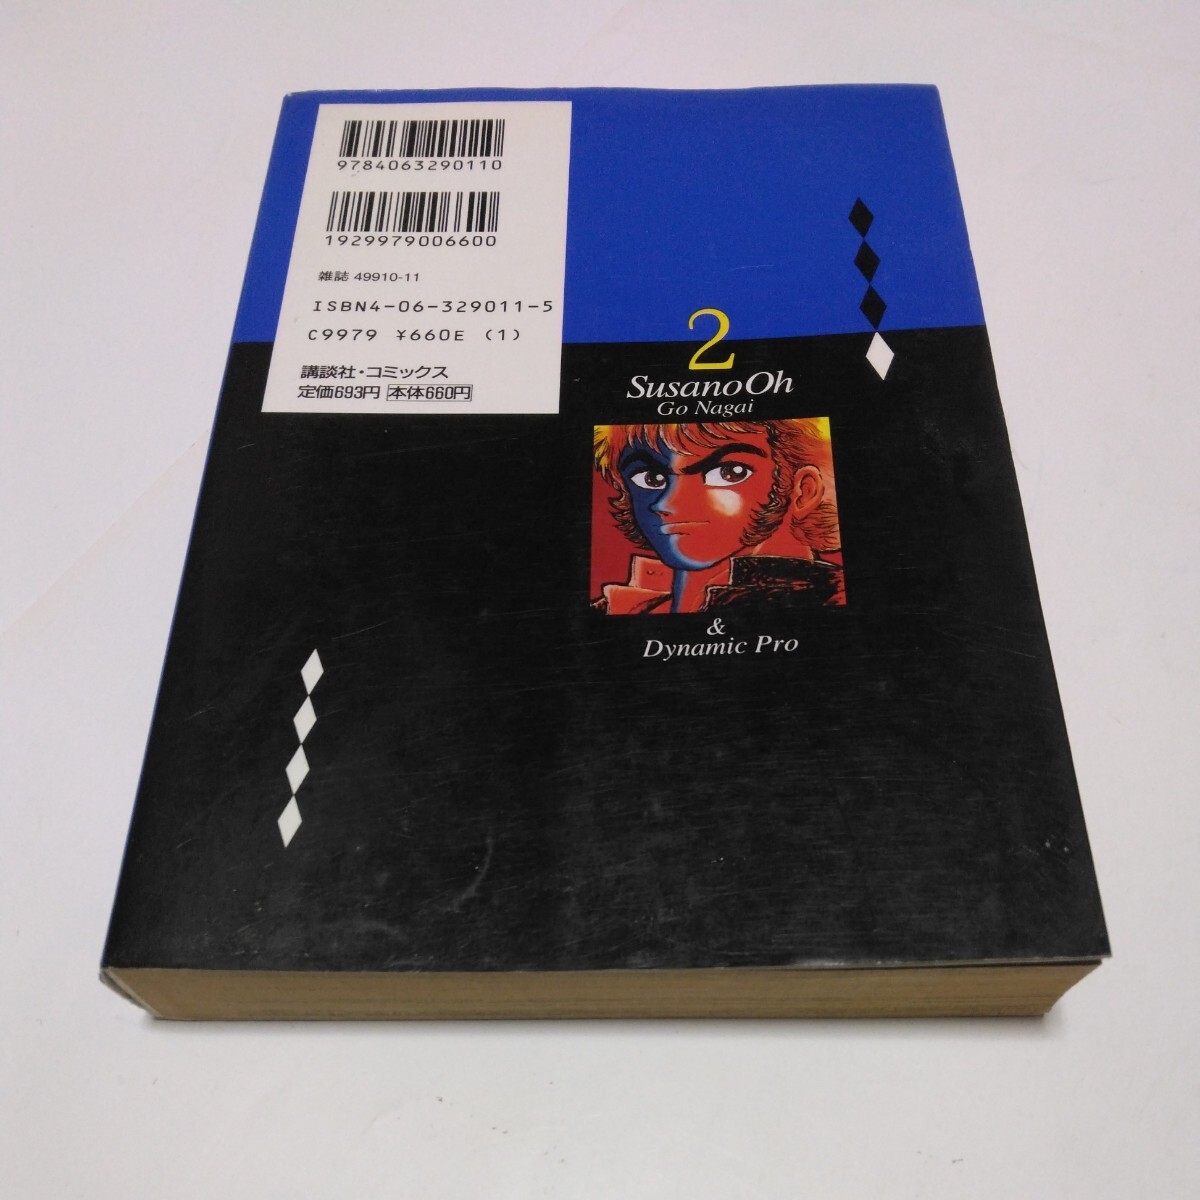 9784063290110
1929979006600
雑誌 49910-11
ISBN4-06-329011-5
C9979 ¥660E (1)
講談社・コミックス
定価693円 本体660円
2
SusanoOh
Go Nagai
&
Dynamic Pro